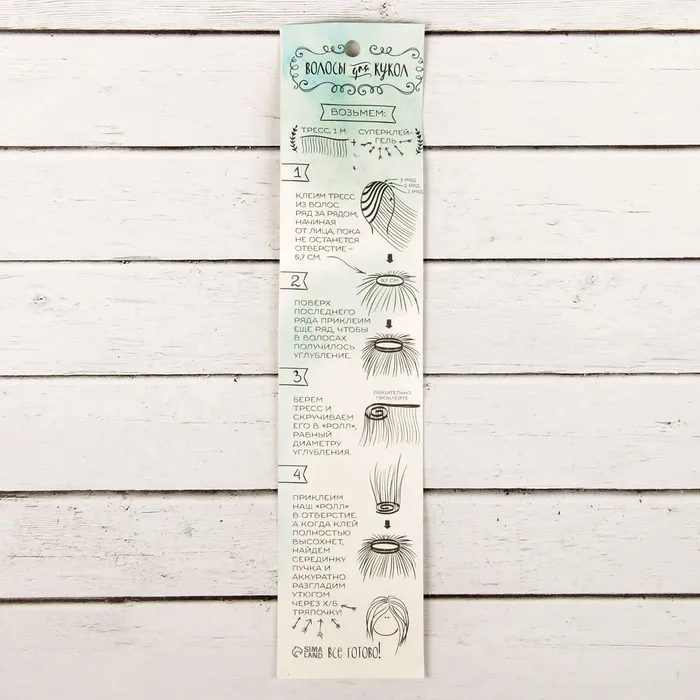 ВОЛОСЫ для КУКОЛ
ВОЗЬМЕМ:
ТРЕСС, 1 М + СУПЕРКЛЕЙ-
ГЕЛЬ
1
3 РЯД
2 РЯД
1 РЯД
КЛЕИМ ТРЕСС
ИЗ ВОЛОС
РЯД ЗА РЯДОМ,
НАЧИНАЯ
ОТ ЛИЦА, ПОКА
НЕ ОСТАНЕТСЯ
ОТВЕРСТИЕ –
0,7 СМ.
0,7 СМ
2
ПОВЕРХ
ПОСЛЕДНЕГО
РЯДА ПРИКЛЕИМ
ЕЩЕ РЯД, ЧТОБЫ
В ВОЛОСАХ
ПОЛУЧИЛОСЬ
УГЛУБЛЕНИЕ.
3
ОБЯЗАТЕЛЬНО
ПРОКЛЕЙТЕ
БЕРЕМ
ТРЕСС И
СКРУЧИВАЕМ
ЕГО В «РОЛЛ»,
РАВНЫЙ
ДИАМЕТРУ
УГЛУБЛЕНИЯ.
4
ПРИКЛЕИМ
НАШ «РОЛЛ»
В ОТВЕРСТИЕ,
А КОГДА КЛЕЙ
ПОЛНОСТЬЮ
ВЫСОХНЕТ,
НАЙДЕМ
СЕРЕДИНКУ
ПУЧКА И
АККУРАТНО
РАЗГЛАДИМ
УТЮГОМ
ЧЕРЕЗ Х/Б
ТРЯПОЧКУ!
SIMA
LAND
ВСЕ ГОТОВО!